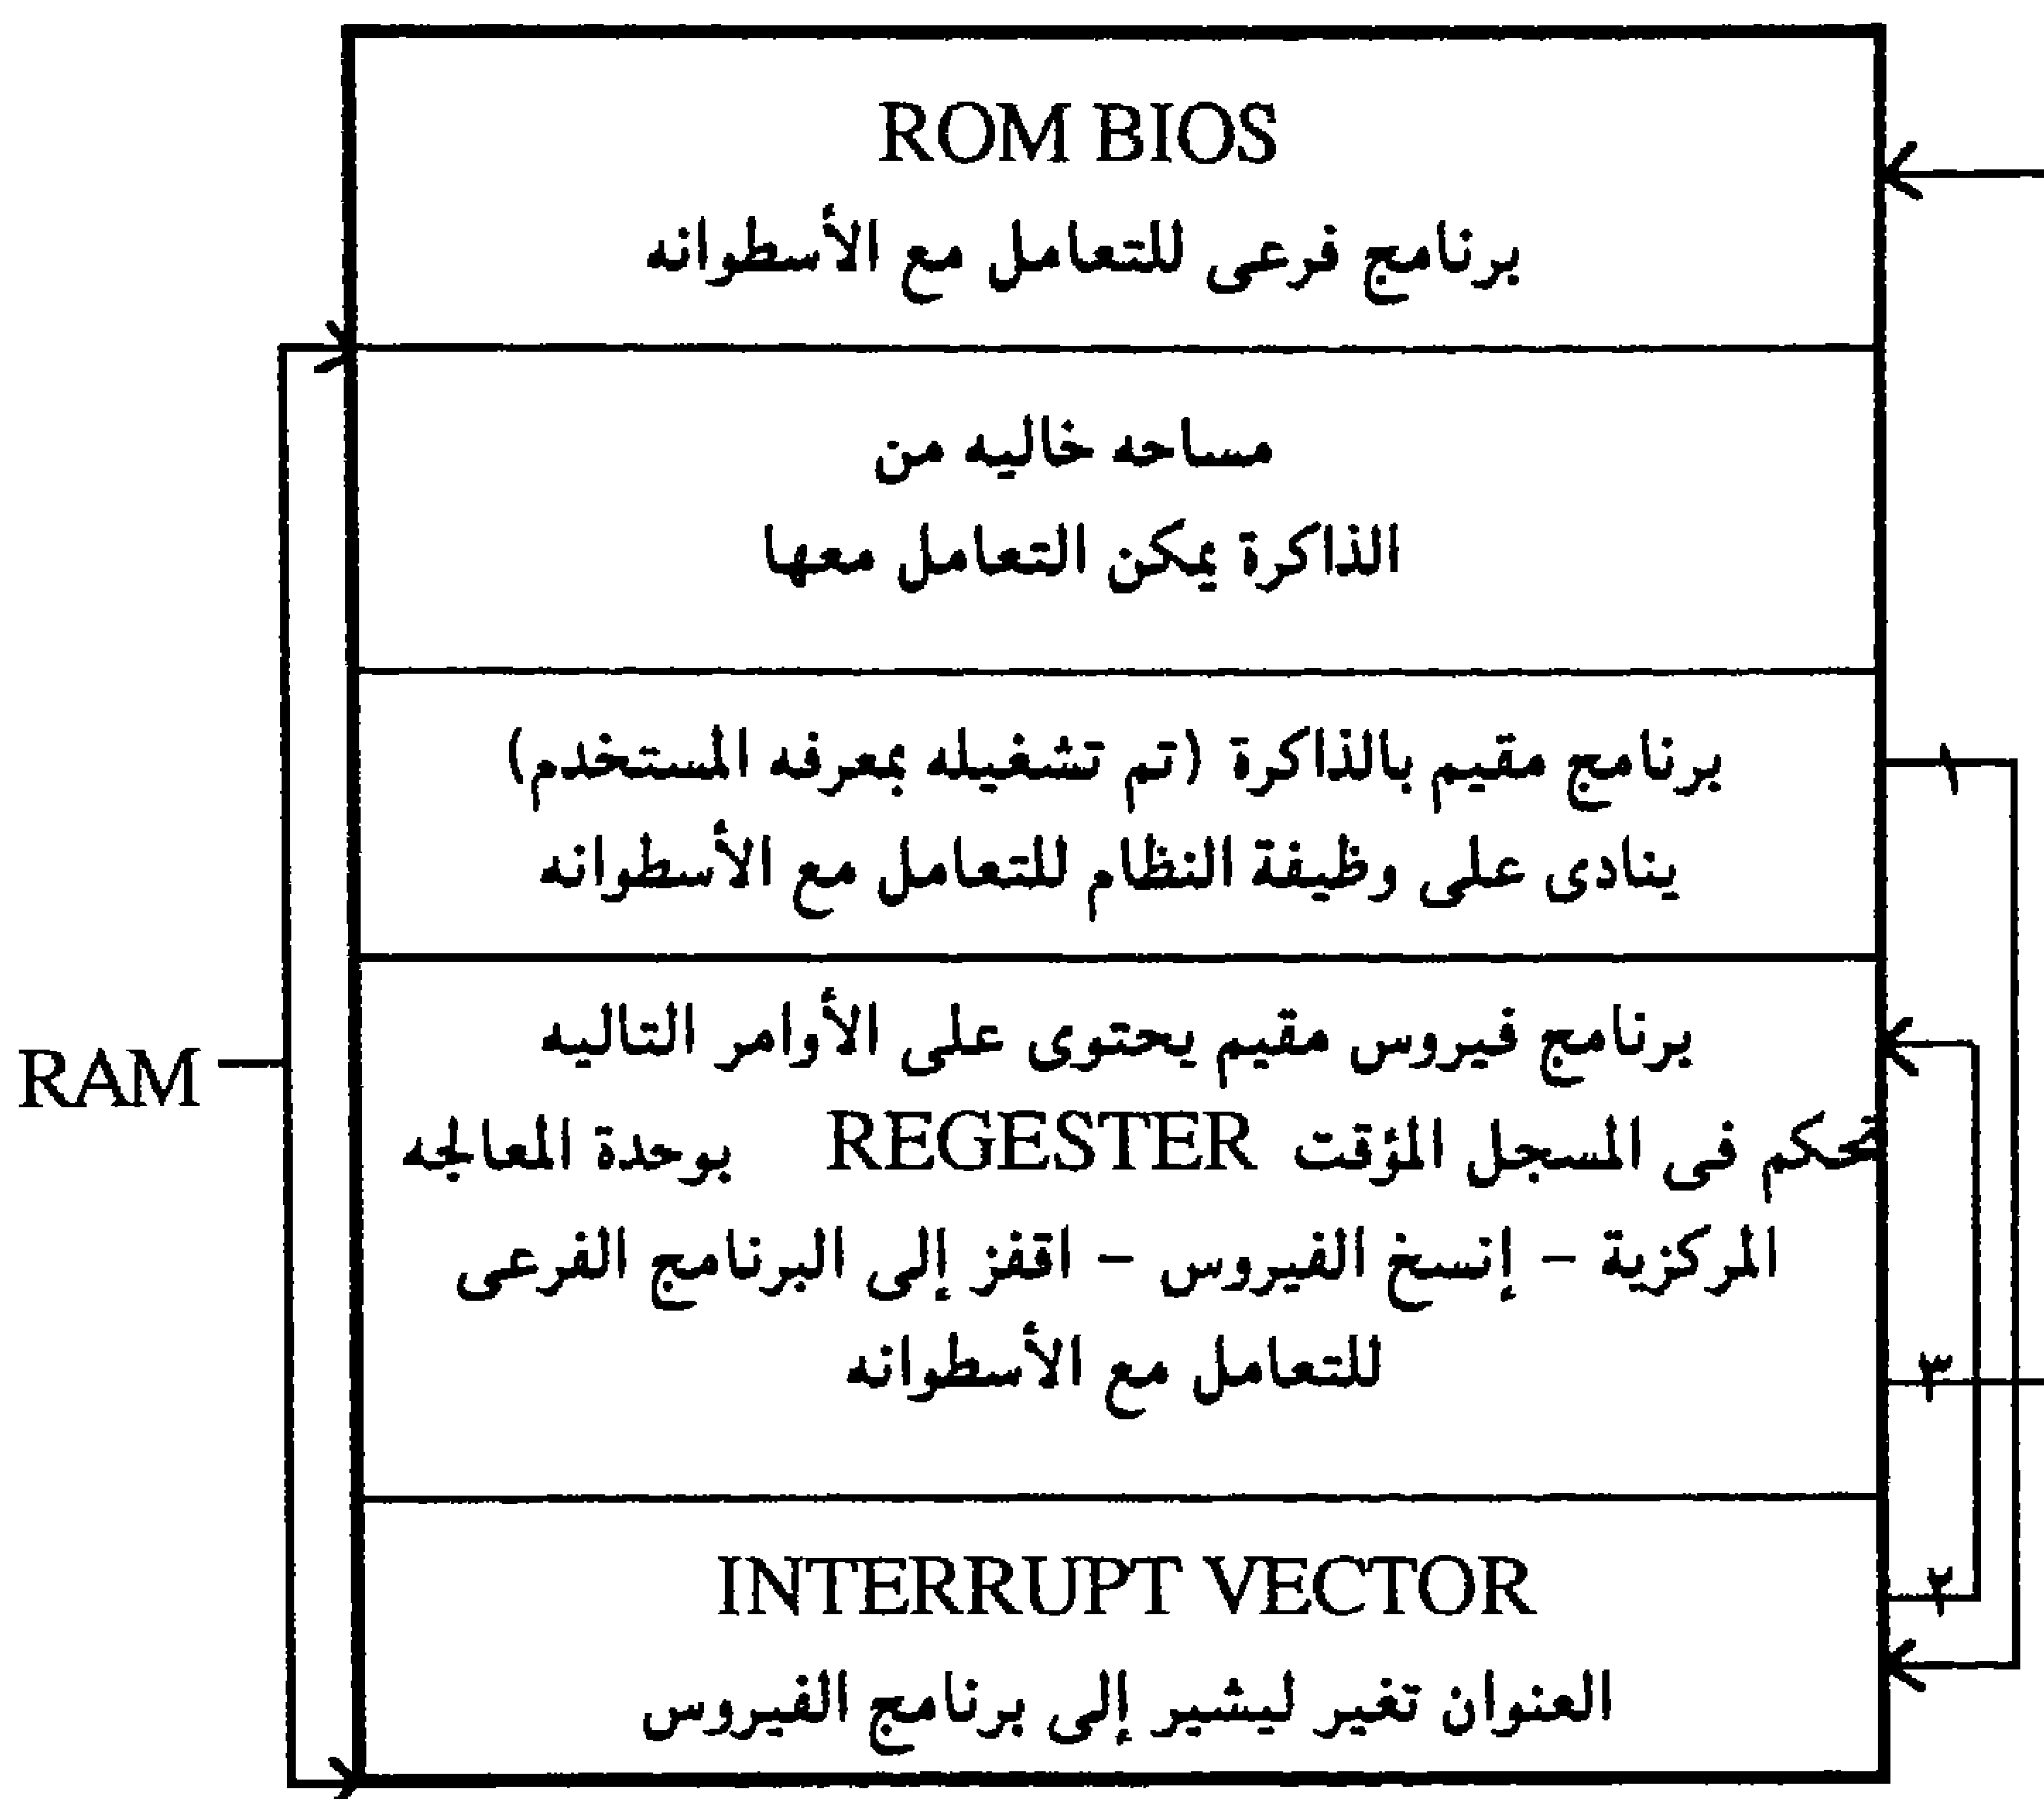 ROM BIOS
برنامج فرعى للتعامل مع الأسطوانه
مساحه خاليه من
الذاكرة يمكن التعامل معها
برنامج مقيم بالذاكرة (تم تشغيله بمعرفه المستخدم)
ينادى على وظيفة النظام للتعامل مع الأسطوانه
١
برنامج فيروس مقيم يحتوى على الأوامر التاليه
تحكم فى المسجل المؤقت REGESTER بوحدة المعالجه
المركزية – إنسخ الفيروس – اقفز إلى البرنامج الفرعى
للتعامل مع الأسطوانه
٣
RAM
INTERRUPT VECTOR
٢
العنوان تغير ليشير إلى برنامج الفيروس